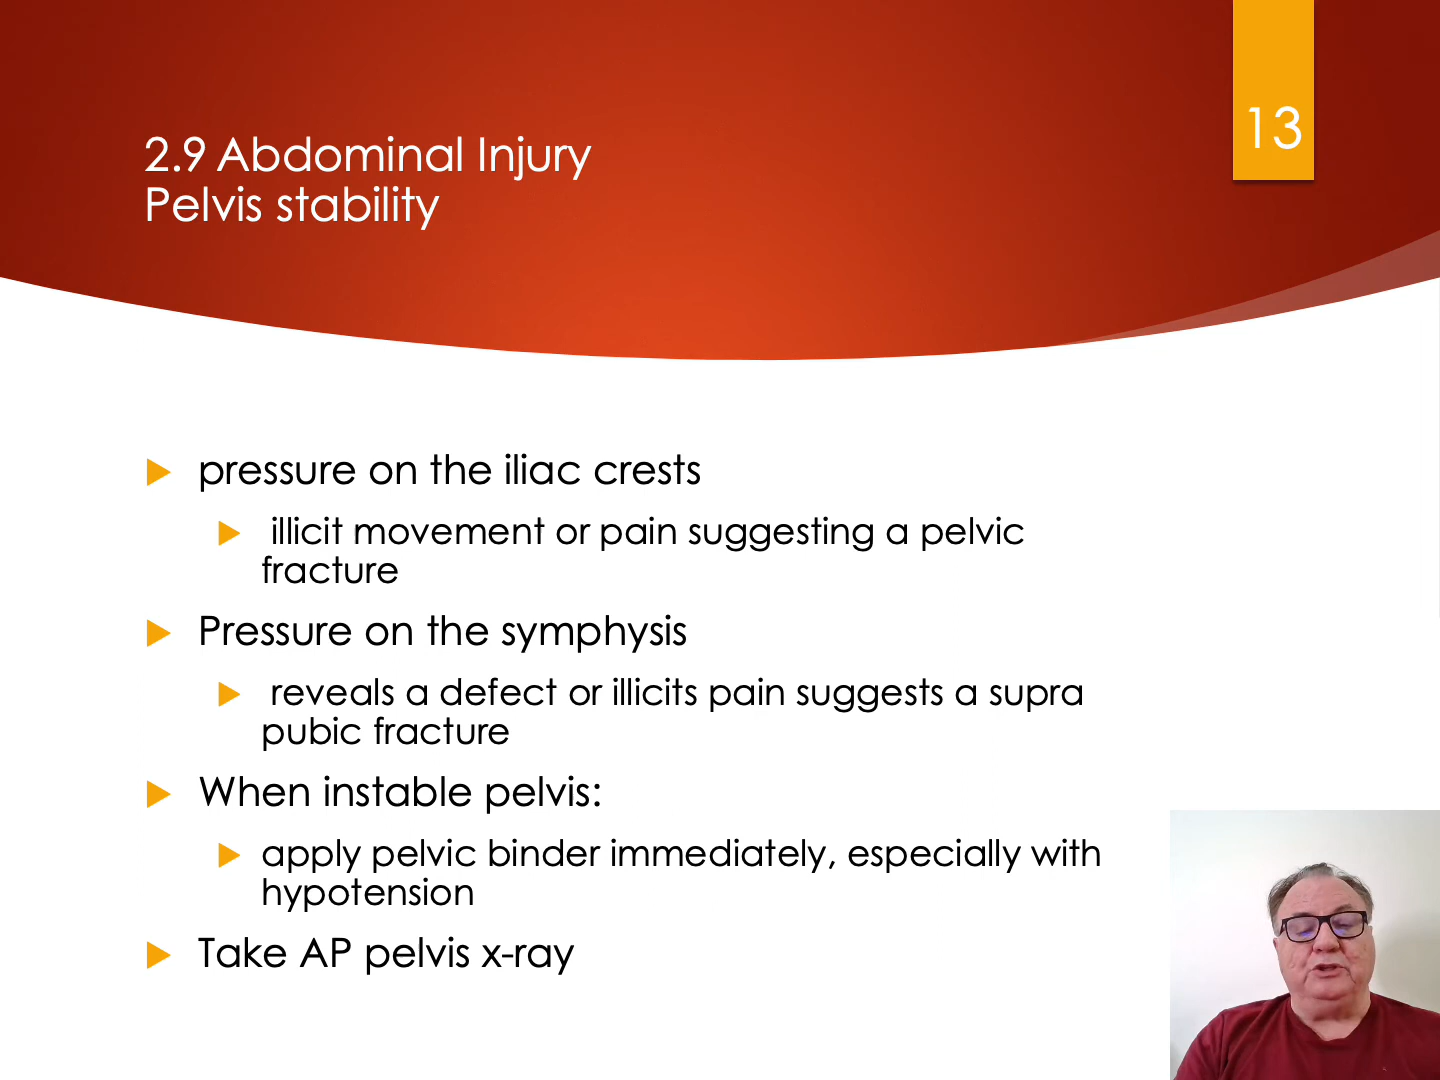 13
2.9 Abdominal Injury
Pelvis stability
pressure on the iliac crests
illicit movement or pain suggesting a pelvic
fracture
Pressure on the symphysis
reveals a defect or illicits pain suggests a supra
pubic fracture
When instable pelvis:
apply pelvic binder immediately, especially with
hypotension
Take AP pelvis x-ray